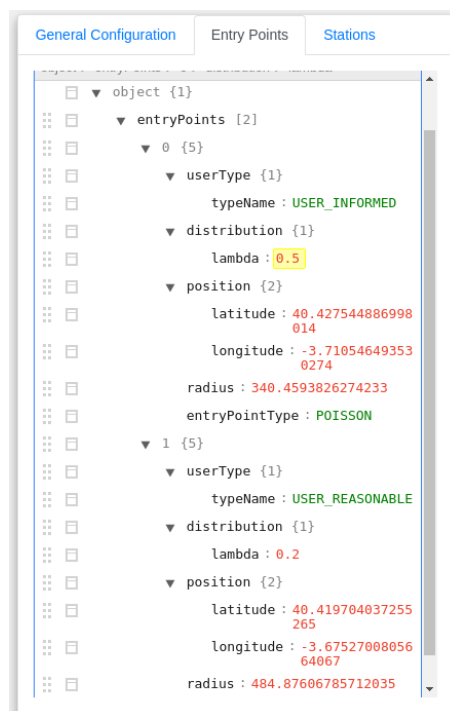 General Configuration Entry Points Stations
object {1}
entryPoints [2]
0 {5}
userType {1}
typeName : USER_INFORMED
distribution {1}
lambda : 0.5
position {2}
latitude : 40.427544886998
014
longitude : -3.71054649353
0274
radius : 340.4593826274233
entryPointType : POISSON
1 {5}
userType {1}
typeName : USER_REASONABLE
distribution {1}
lambda : 0.2
position {2}
latitude : 40.419704037255
265
longitude : -3.67527008056
64067
radius : 484.87606785712035